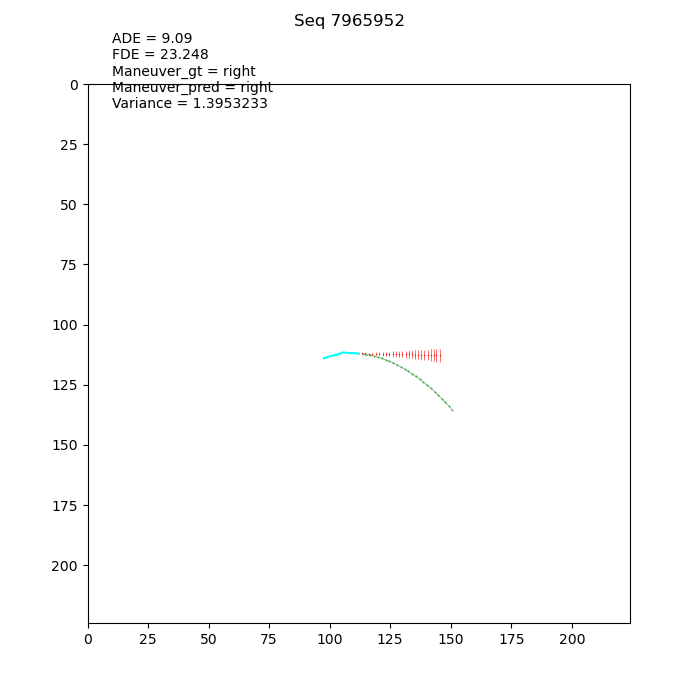 Seq 7965952
ADE = 9.09
FDE = 23.248
Maneuver_gt = right
Maneuver_pred = right
Variance = 1.3953233
0
25
50
75
100
125
150
175
200
0 25 50 75 100 125 150 175 200